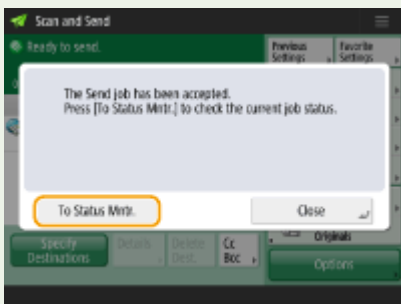 Scan and Send
Ready to send.
Previous Settings
Favorite Settings
The Send job has been accepted.
Press [To Status Mntr.] to check the current job status.
To Status Mntr.
Close
Specify Destinations
Details
Delete Dest.
Cc Bcc
Originals
Options